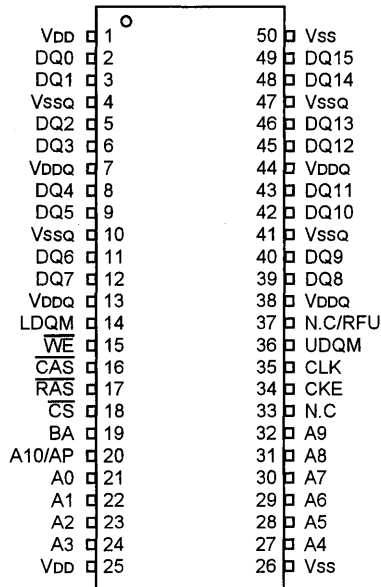 VDD 1 50 VSS
DQ0 2 49 DQ15
DQ1 3 48 DQ14
VSSQ 4 47 VSSQ
DQ2 5 46 DQ13
DQ3 6 45 DQ12
VDDQ 7 44 VDDQ
DQ4 8 43 DQ11
DQ5 9 42 DQ10
VSSQ 10 41 VSSQ
DQ6 11 40 DQ9
DQ7 12 39 DQ8
VDDQ 13 38 VDDQ
LDQM 14 37 N.C/RFU
W̅E̅ 15 36 UDQM
C̅A̅S̅ 16 35 CLK
R̅A̅S̅ 17 34 CKE
C̅S̅ 18 33 N.C
BA 19 32 A9
A10/AP 20 31 A8
A0 21 30 A7
A1 22 29 A6
A2 23 28 A5
A3 24 27 A4
VDD 25 26 VSS